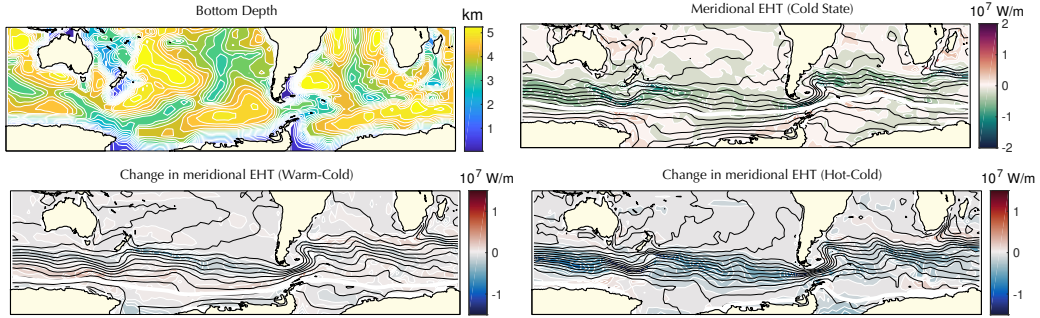 Bottom Depth
km
5
4
3
2
1
Meridional EHT (Cold State)
10⁷ W/m
2
1
0
-1
-2
Change in meridional EHT (Warm-Cold)
10⁷ W/m
1
0
-1
Change in meridional EHT (Hot-Cold)
10⁷ W/m
1
0
-1